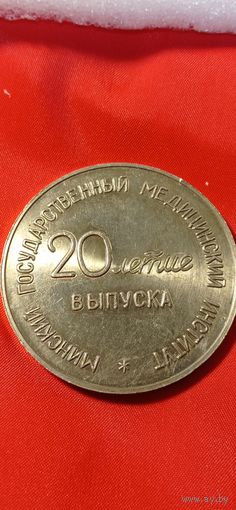 МИНСКИЙ ГОСУДАРСТВЕННЫЙ МЕДИЦИНСКИЙ ИНСТИТУТ *
20летие
ВЫПУСКА
www.ay.by